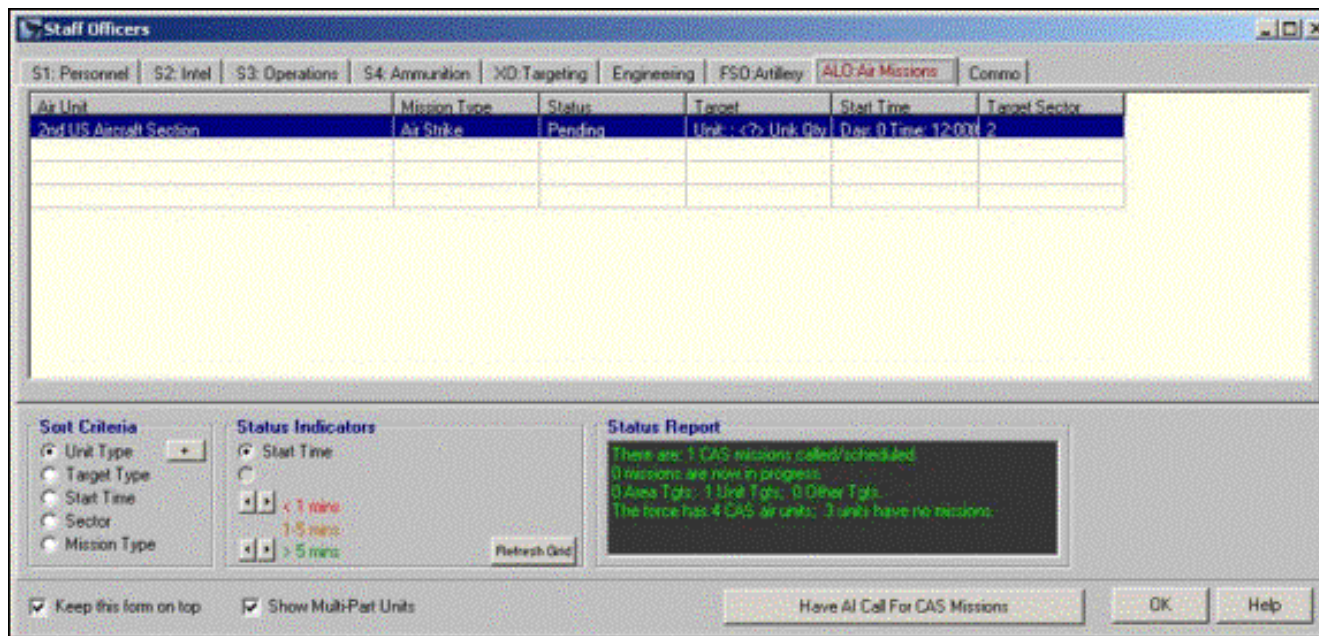 Staff Officers
S1: Personnel S2: Intel S3: Operations S4: Ammunition XO:Targeting Engineering FSO:Artillery ALO:Air Missions Commo
Air Unit Mission Type Status Target Start Time Target Sector
2nd US Aircraft Section Air Strike Pending Unit: : <?> Unk Qty Day: 0 Time: 12:00 2
Sort Criteria Status Indicators Status Report
Unit Type + Start Time
Target Type
Start Time
Sector
Mission Type
< 1 mins
1-5 mins
> 5 mins
Refresh Grid
There are: 1 CAS missions called/scheduled.
0 missions are now in progress.
0 Area Tgts; 1 Unit Tgts; 0 Other Tgts.
The force has 4 CAS air units; 3 units have no missions.
Keep this form on top Show Multi-Part Units Have AI Call For CAS Missions OK Help